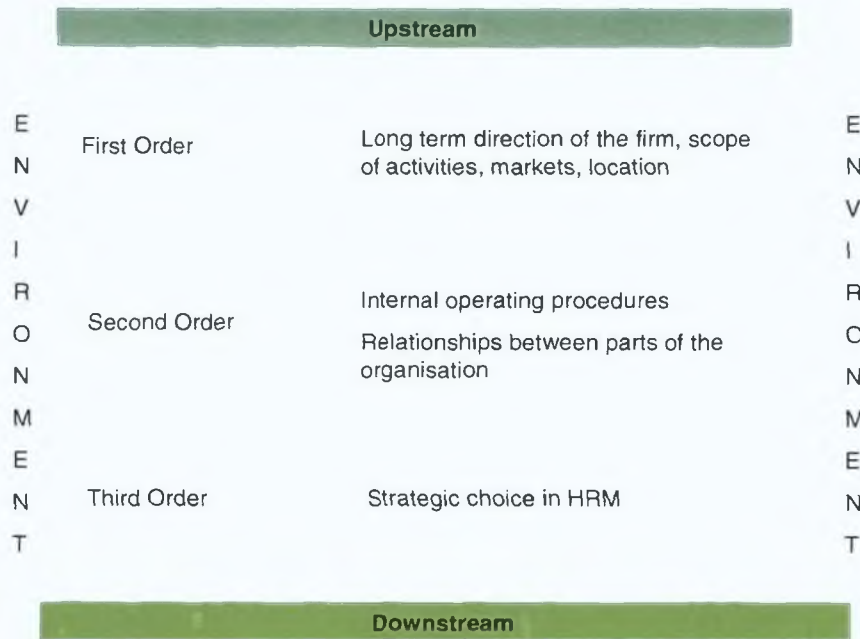 Upstream
E
N
V
I
R
O
N
M
E
N
T
First Order
Long term direction of the firm, scope
of activities, markets, location
Second Order
Internal operating procedures
Relationships between parts of the
organisation
Third Order
Strategic choice in HRM
E
N
V
I
R
O
N
M
E
N
T
Downstream